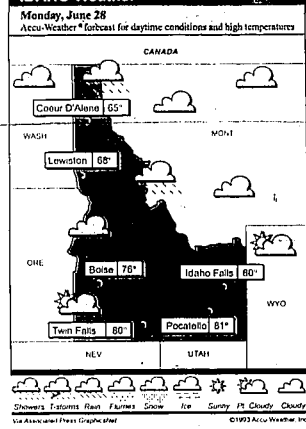 Monday, June 28
Accu-Weather® forecast for daytime conditions and high temperatures
CANADA
Coeur D'Alene 65°
WASH
MONT
Lewiston 68°
ORE
Boise 76°
Idaho Falls 80°
WYO
Twin Falls 80°
Pocatello 81°
NEV
UTAH
Showers T-storms Rain Flurries Snow Ice Sunny Pt. Cloudy Cloudy
Via Associated Press GraphicsNet
©1993 Accu-Weather, Inc.